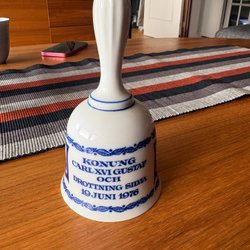 KONUNG
CARL XVI GUSTAF
OCH
DROTTNING SILVIA
19 JUNI 1976